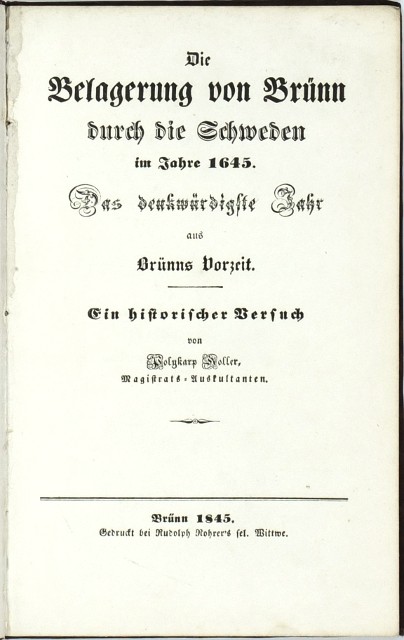 Die
Belagerung von Brünn
durch die Schweden
im Jahre 1645.
Das denkwürdigste Jahr
aus
Brünns Vorzeit.
Ein historischer Versuch
von
Polykarp Koller,
Magistrats-Auskultanten.
Brünn 1845.
Gedruckt bei Rudolph Rohrer's sel. Wittwe.